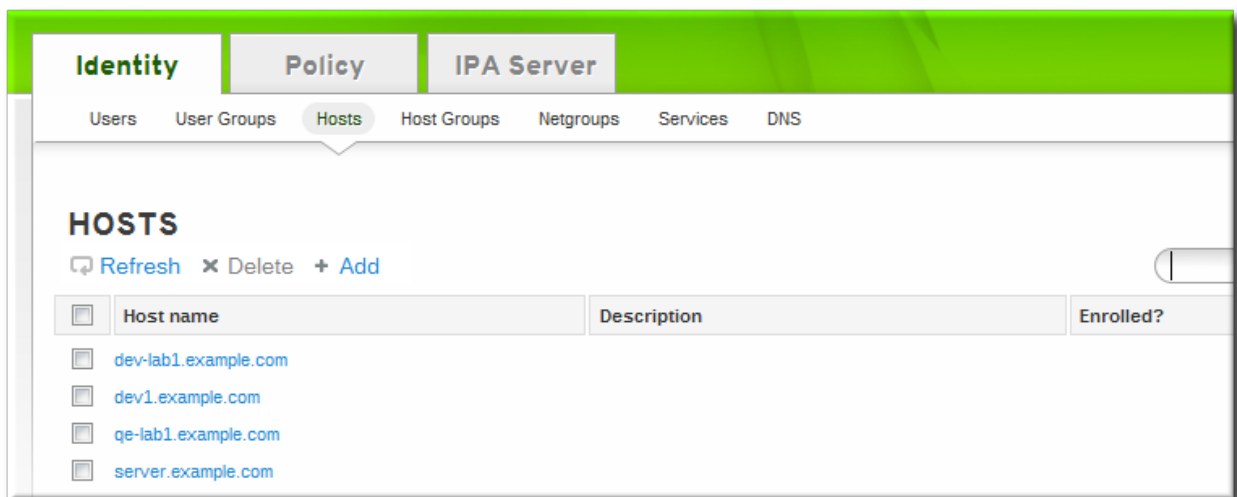 Identity Policy IPA Server
Users User Groups Hosts Host Groups Netgroups Services DNS
HOSTS
Refresh Delete Add
Host name Description Enrolled?
dev-lab1.example.com
dev1.example.com
qe-lab1.example.com
server.example.com